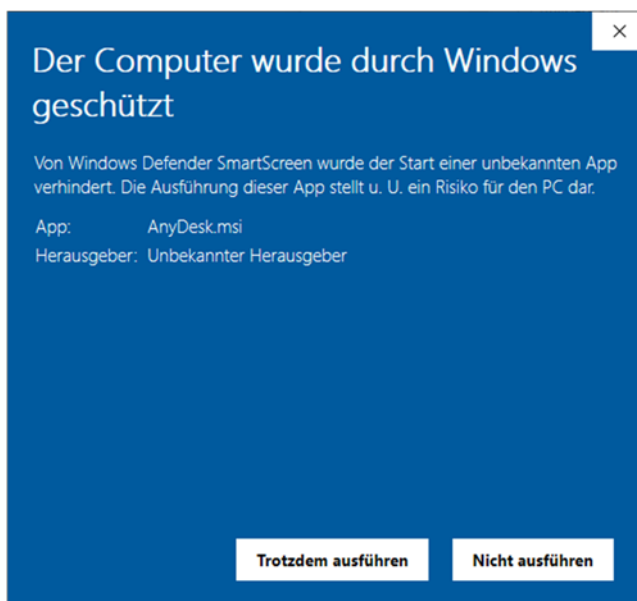 Der Computer wurde durch Windows
geschützt
Von Windows Defender SmartScreen wurde der Start einer unbekannten App
verhindert. Die Ausführung dieser App stellt u. U. ein Risiko für den PC dar.
App: AnyDesk.msi
Herausgeber: Unbekannter Herausgeber
Trotzdem ausführen Nicht ausführen